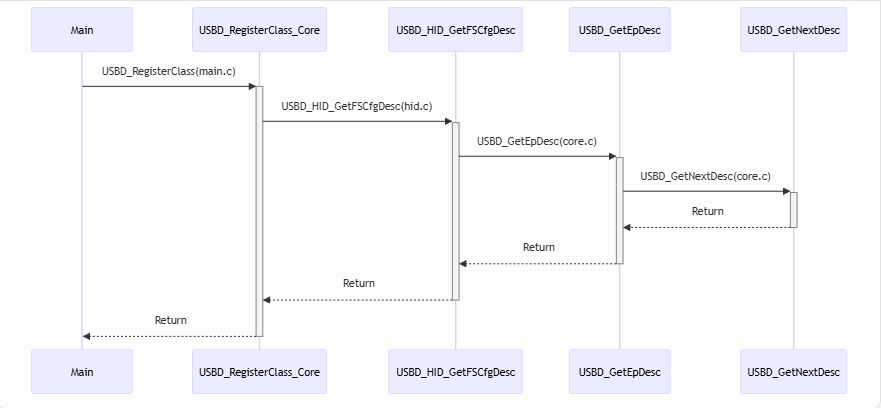 Main
USBD_RegisterClass_Core
USBD_HID_GetFSCfgDesc
USBD_GetEpDesc
USBD_GetNextDesc
USBD_RegisterClass(main.c)
USBD_HID_GetFSCfgDesc(hid.c)
USBD_GetEpDesc(core.c)
USBD_GetNextDesc(core.c)
Return
Return
Return
Return
Main
USBD_RegisterClass_Core
USBD_HID_GetFSCfgDesc
USBD_GetEpDesc
USBD_GetNextDesc